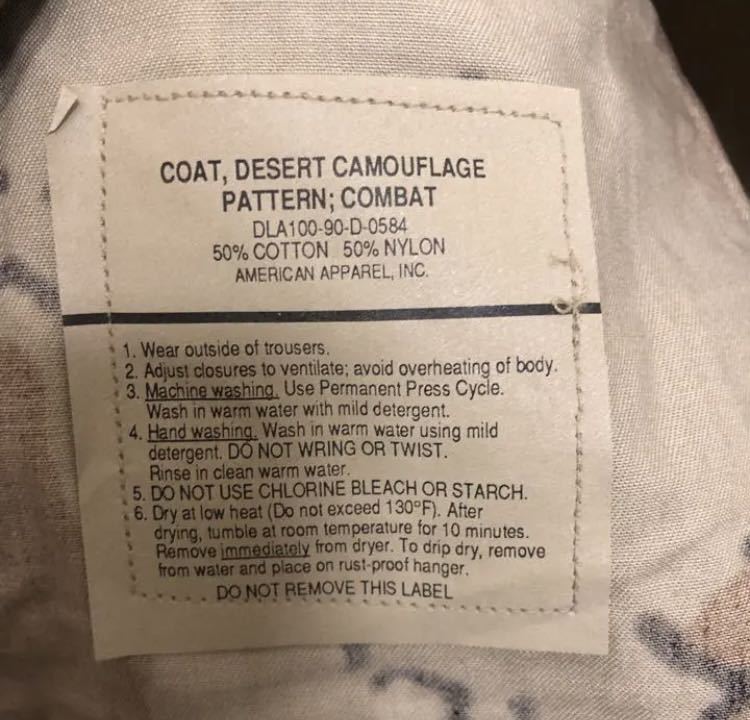 COAT, DESERT CAMOUFLAGE
PATTERN; COMBAT
DLA100-90-D-0584
50% COTTON 50% NYLON
AMERICAN APPAREL, INC.
1. Wear outside of trousers.
2. Adjust closures to ventilate; avoid overheating of body.
3. Machine washing. Use Permanent Press Cycle.
Wash in warm water with mild detergent.
4. Hand washing. Wash in warm water using mild
detergent. DO NOT WRING OR TWIST.
Rinse in clean warm water.
5. DO NOT USE CHLORINE BLEACH OR STARCH.
6. Dry at low heat (Do not exceed 130°F). After
drying, tumble at room temperature for 10 minutes.
Remove immediately from dryer. To drip dry, remove
from water and place on rust-proof hanger.
DO NOT REMOVE THIS LABEL